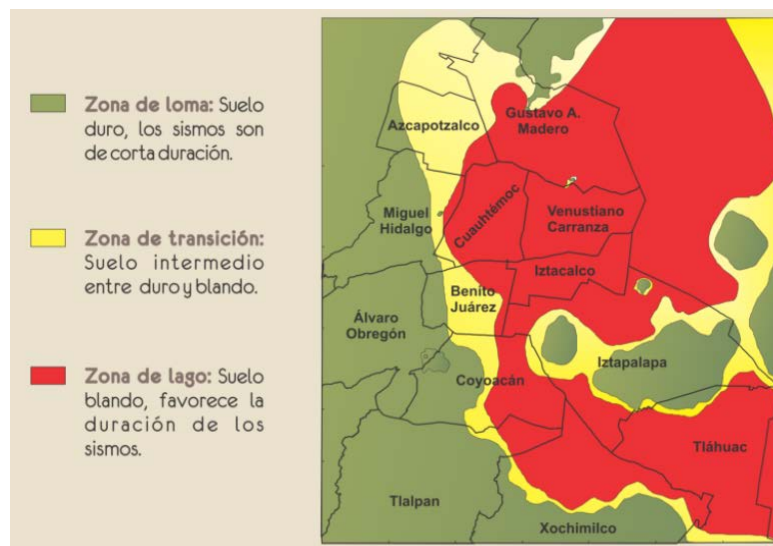 Zona de loma: Suelo
duro, los sismos son
de corta duración.
Zona de transición:
Suelo intermedio
entre duro y blando.
Zona de lago: Suelo
blando, favorece la
duración de los
sismos.
Gustavo A.
Madero
Azcapotzalco
Miguel
Hidalgo
Cuauhtémoc
Venustiano
Carranza
Iztacalco
Benito
Juárez
Álvaro
Obregón
Iztapalapa
Coyoacán
Tláhuac
Tlalpan
Xochimilco